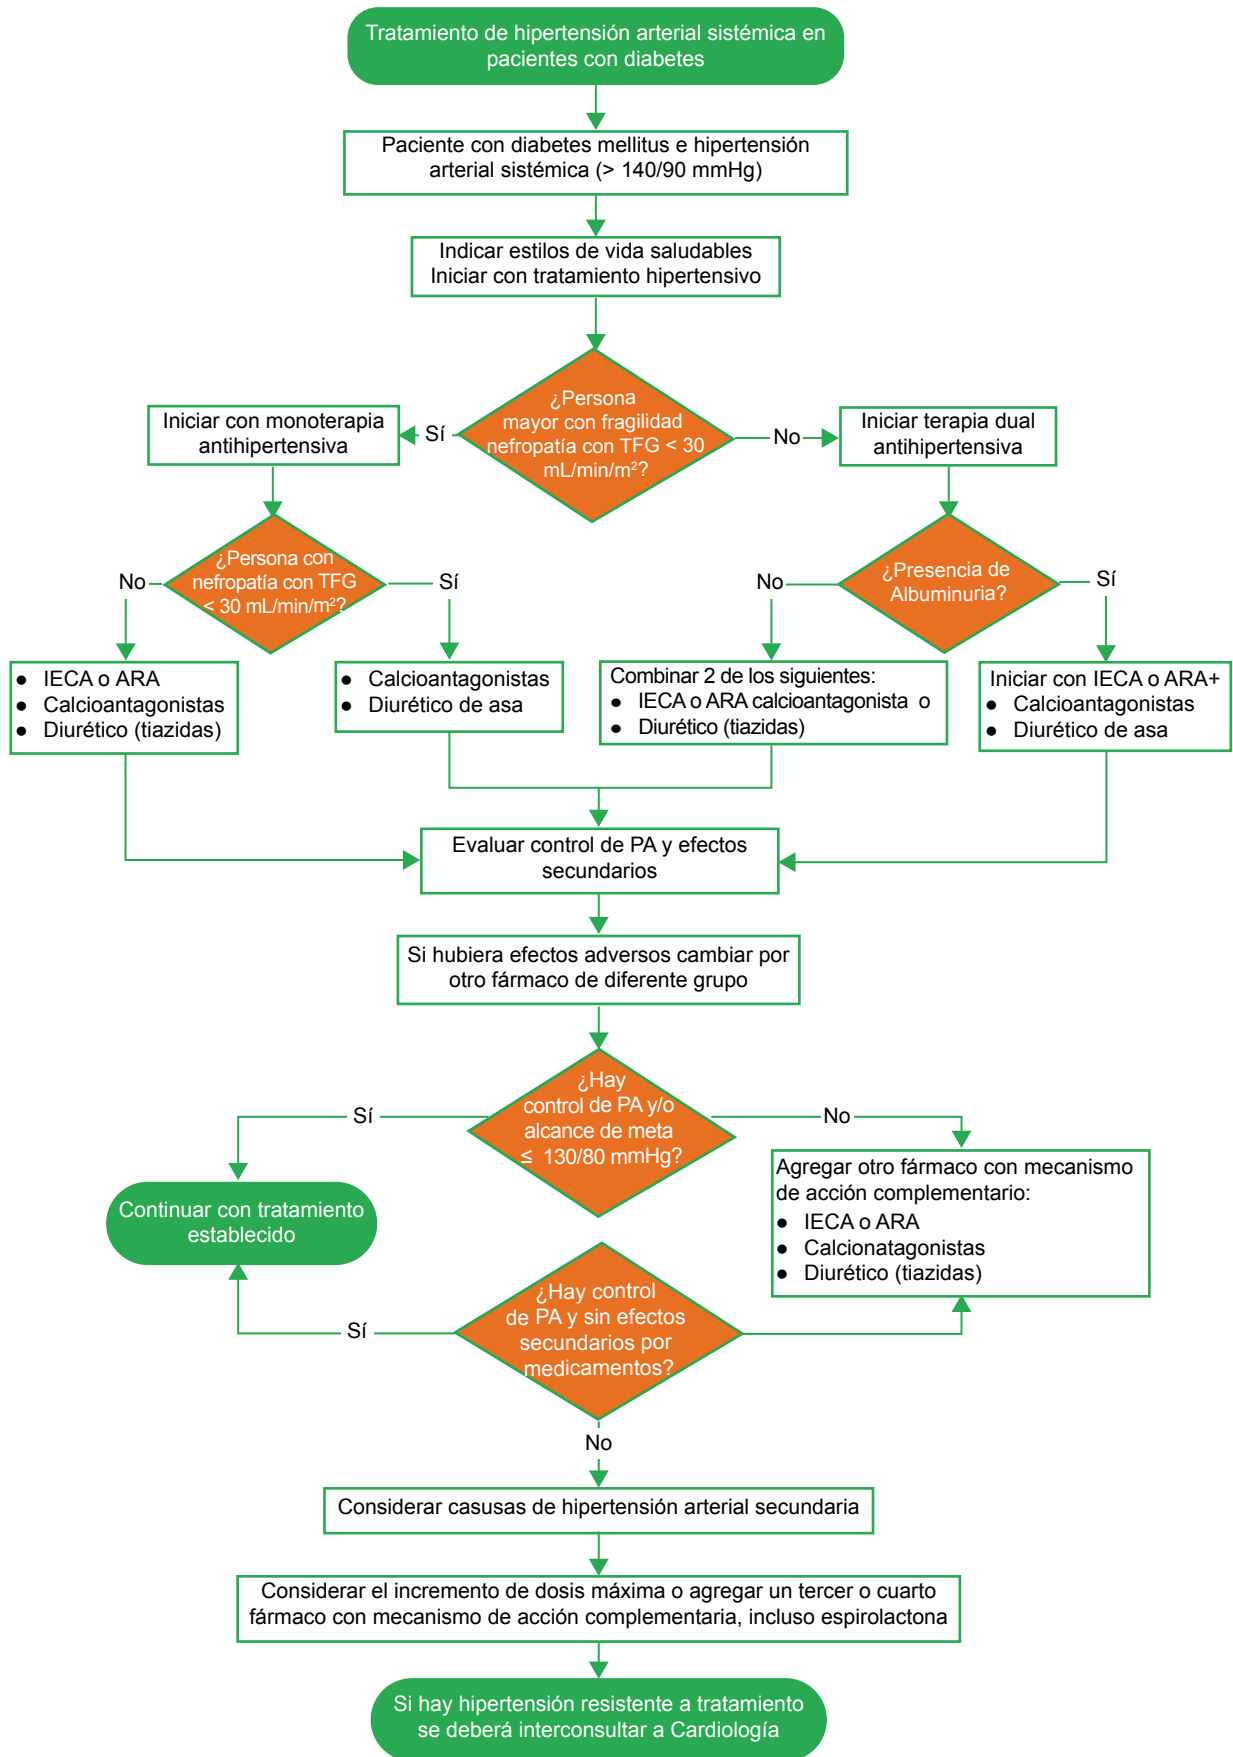 Tratamiento de hipertensión arterial sistémica en
pacientes con diabetes
Paciente con diabetes mellitus e hipertensión
arterial sistémica (> 140/90 mmHg)
Indicar estilos de vida saludables
Iniciar con tratamiento hipertensivo
¿Persona
mayor con fragilidad
nefropatía con TFG < 30
mL/min/m²?
Sí
No
Iniciar con monoterapia
antihipertensiva
Iniciar terapia dual
antihipertensiva
¿Persona con
nefropatía con TFG
< 30 mL/min/m²?
No
Sí
¿Presencia de
Albuminuria?
No
Sí
● IECA o ARA
● Calcioantagonistas
● Diurético (tiazidas)
● Calcioantagonistas
● Diurético de asa
Combinar 2 de los siguientes:
● IECA o ARA calcioantagonista o
● Diurético (tiazidas)
Iniciar con IECA o ARA+
● Calcioantagonistas
● Diurético de asa
Evaluar control de PA y efectos
secundarios
Si hubiera efectos adversos cambiar por
otro fármaco de diferente grupo
¿Hay
control de PA y/o
alcance de meta
≤ 130/80 mmHg?
Sí
No
Continuar con tratamiento
establecido
Agregar otro fármaco con mecanismo
de acción complementario:
● IECA o ARA
● Calcionatagonistas
● Diurético (tiazidas)
¿Hay control
de PA y sin efectos
secundarios por
medicamentos?
Sí
No
Considerar casusas de hipertensión arterial secundaria
Considerar el incremento de dosis máxima o agregar un tercer o cuarto
fármaco con mecanismo de acción complementaria, incluso espirolactona
Si hay hipertensión resistente a tratamiento
se deberá interconsultar a Cardiología